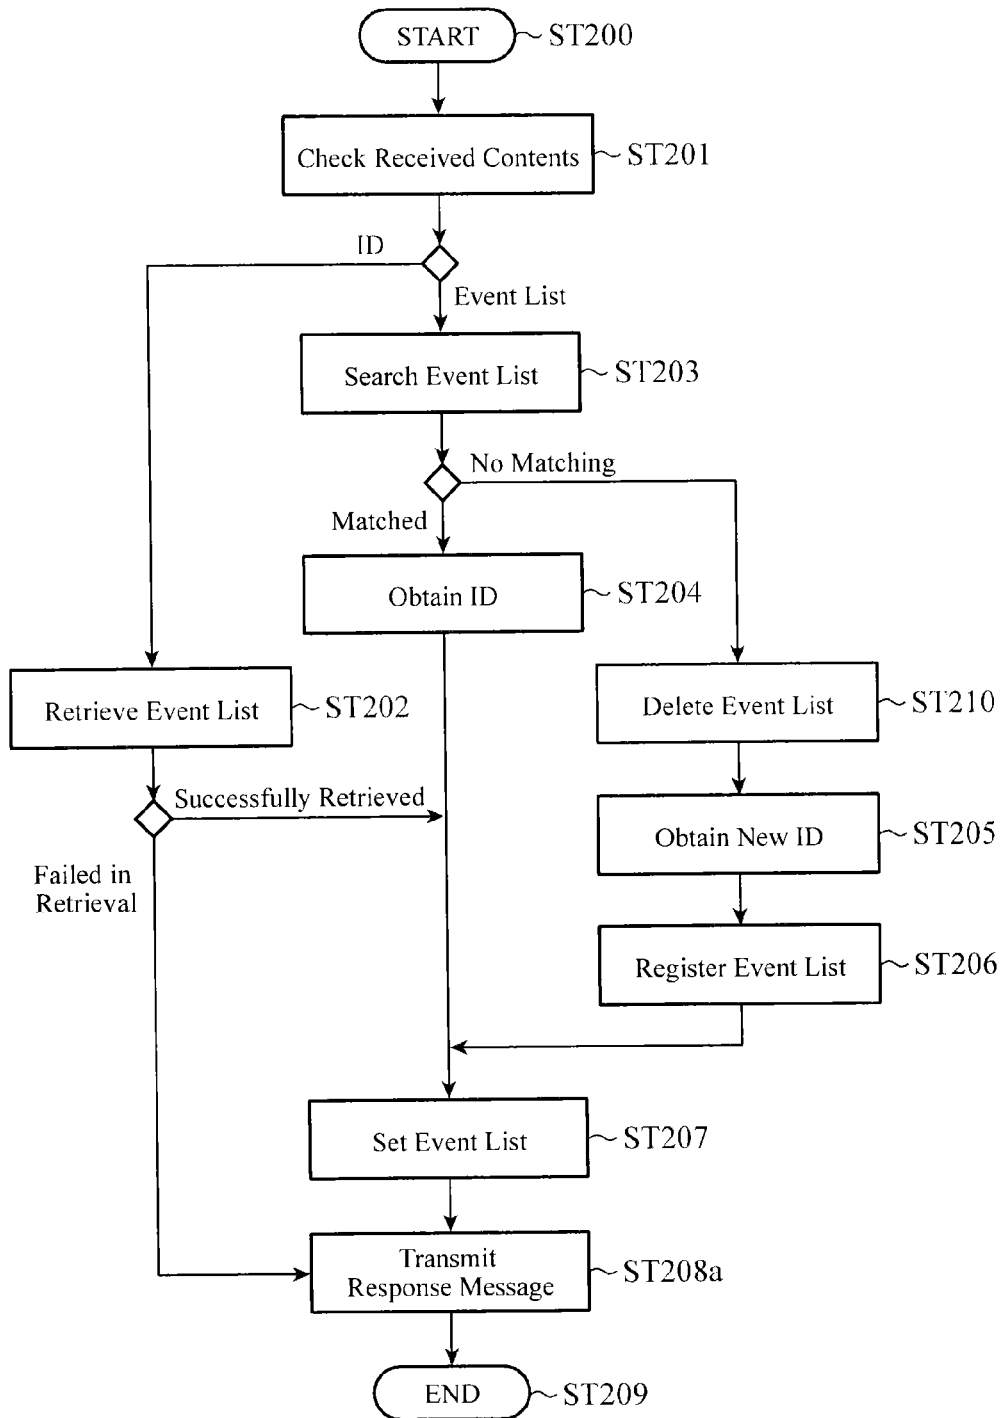 START
ST200
Check Received Contents
ST201
ID
Event List
Search Event List
ST203
No Matching
Matched
Obtain ID
ST204
Retrieve Event List
ST202
Delete Event List
ST210
Successfully Retrieved
Obtain New ID
ST205
Failed in
Retrieval
Register Event List
ST206
Set Event List
ST207
Transmit
Response Message
ST208a
END
ST209